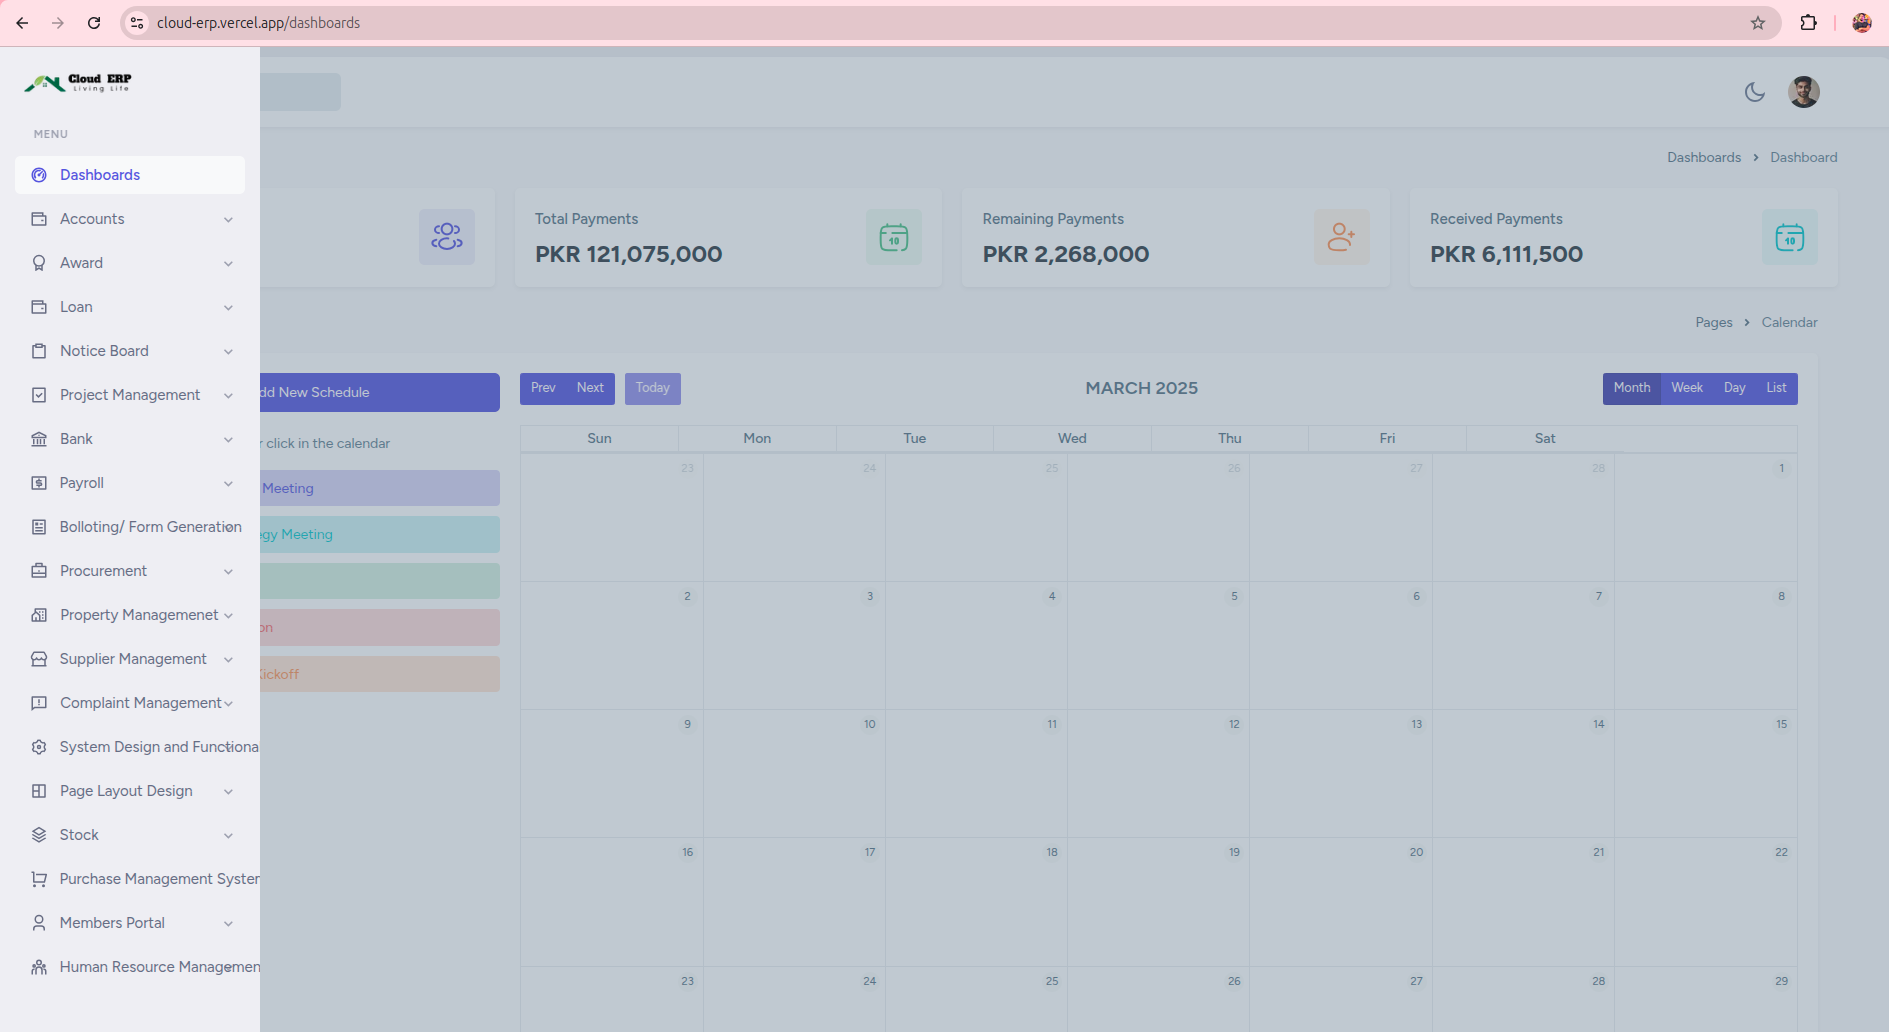 cloud-erp.vercel.app/dashboards
Cloud ERP
Living Life
MENU
Dashboards
Accounts
Award
Loan
Notice Board
Project Management
Bank
Payroll
Bolloting/ Form Generation
Procurement
Property Managemenet
Supplier Management
Complaint Management
System Design and Functiona
Page Layout Design
Stock
Purchase Management System
Members Portal
Human Resource Managemen
Dashboards > Dashboard
Total Payments
PKR 121,075,000
10
Remaining Payments
PKR 2,268,000
Received Payments
PKR 6,111,500
10
Pages > Calendar
dd New Schedule
r click in the calendar
Meeting
egy Meeting
on
Kickoff
Prev Next Today
MARCH 2025
Month Week Day List
Sun Mon Tue Wed Thu Fri Sat
23 24 25 26 27 28 1
2 3 4 5 6 7 8
9 10 11 12 13 14 15
16 17 18 19 20 21 22
23 24 25 26 27 28 29